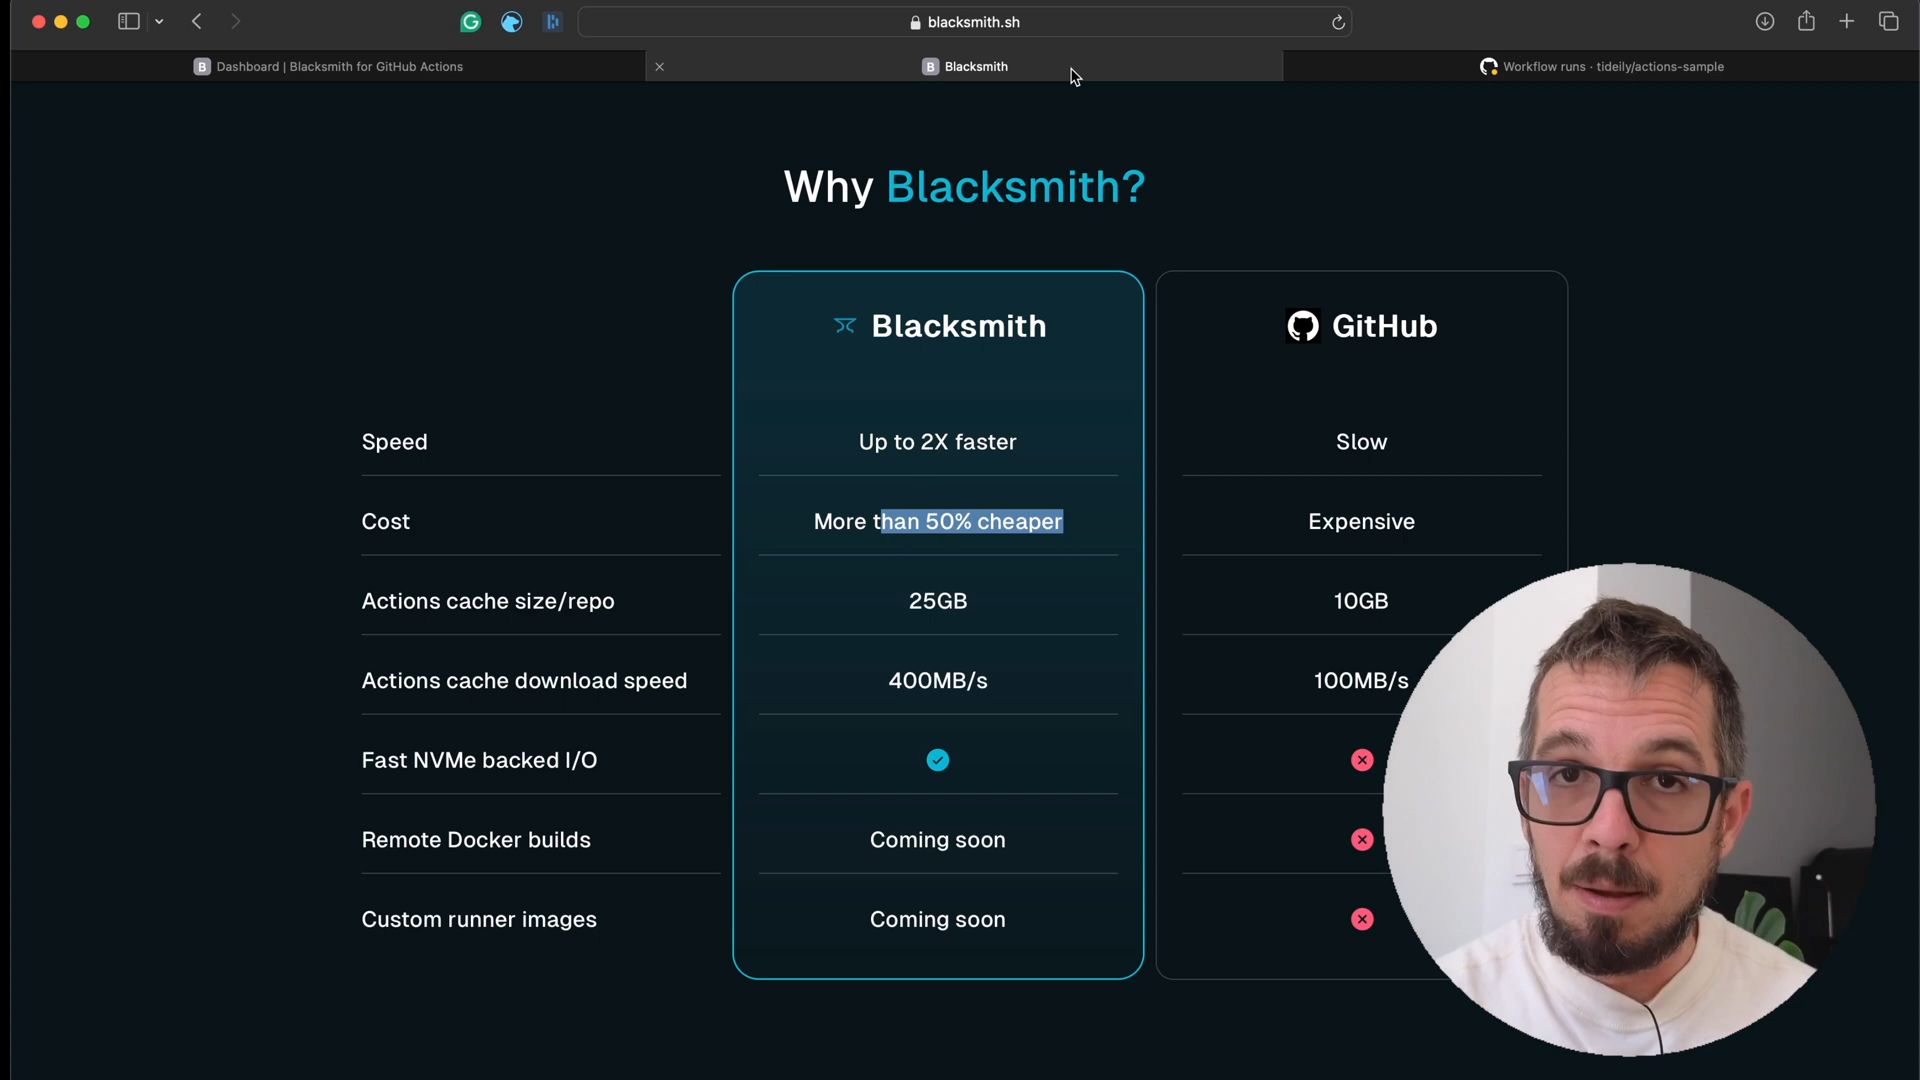 blacksmith.sh
Dashboard | Blacksmith for GitHub Actions
Blacksmith
Workflow runs · tideily/actions-sample
Why Blacksmith?
Blacksmith GitHub
Speed Up to 2X faster Slow
Cost More than 50% cheaper Expensive
Actions cache size/repo 25GB 10GB
Actions cache download speed 400MB/s 100MB/s
Fast NVMe backed I/O
Remote Docker builds Coming soon
Custom runner images Coming soon